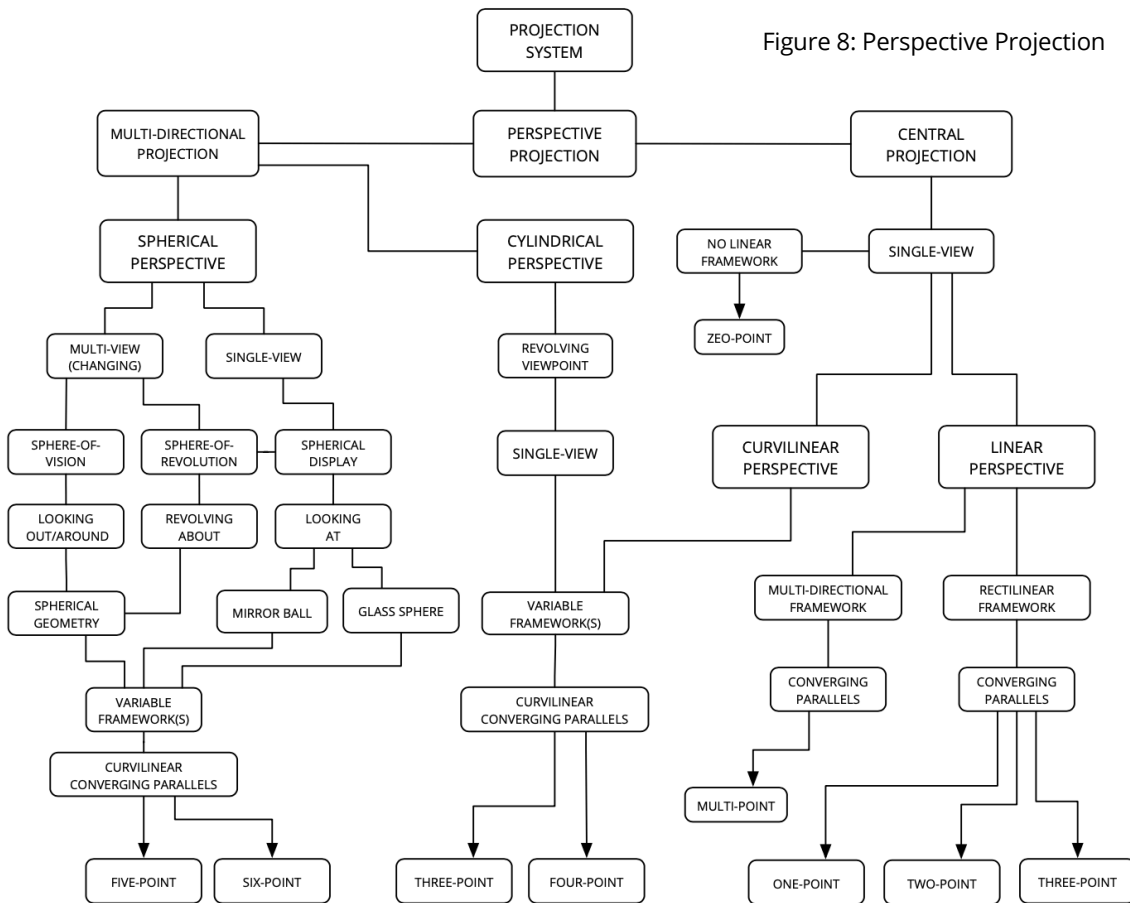 PROJECTION
SYSTEM
Figure 8: Perspective Projection
MULTI-DIRECTIONAL
PROJECTION
PERSPECTIVE
PROJECTION
CENTRAL
PROJECTION
SPHERICAL
PERSPECTIVE
CYLINDRICAL
PERSPECTIVE
NO LINEAR
FRAMEWORK
SINGLE-VIEW
ZEO-POINT
MULTI-VIEW
(CHANGING)
SINGLE-VIEW
REVOLVING
VIEWPOINT
SPHERE-OF-
VISION
SPHERE-OF-
REVOLUTION
SPHERICAL
DISPLAY
SINGLE-VIEW
CURVILINEAR
PERSPECTIVE
LINEAR
PERSPECTIVE
LOOKING
OUT/AROUND
REVOLVING
ABOUT
LOOKING
AT
SPHERICAL
GEOMETRY
MIRROR BALL
GLASS SPHERE
VARIABLE
FRAMEWORK(S)
MULTI-DIRECTIONAL
FRAMEWORK
RECTILINEAR
FRAMEWORK
VARIABLE
FRAMEWORK(S)
CURVILINEAR
CONVERGING PARALLELS
CONVERGING
PARALLELS
CONVERGING
PARALLELS
CURVILINEAR
CONVERGING PARALLELS
MULTI-POINT
FIVE-POINT
SIX-POINT
THREE-POINT
FOUR-POINT
ONE-POINT
TWO-POINT
THREE-POINT